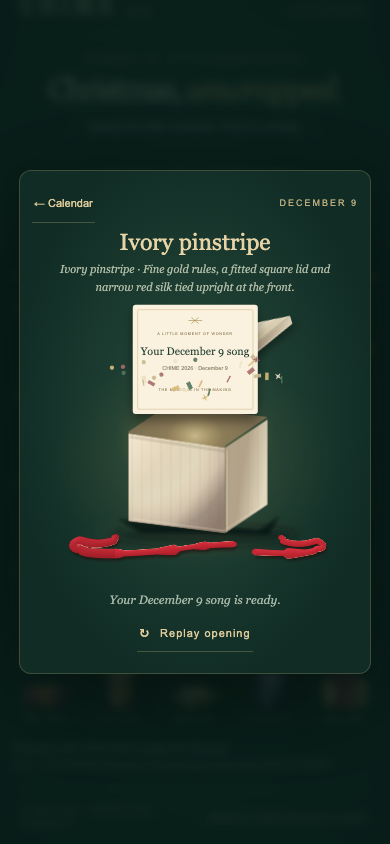 ← Calendar
DECEMBER 9
Ivory pinstripe
Ivory pinstripe · Fine gold rules, a fitted square lid and
narrow red silk tied upright at the front.
A LITTLE MOMENT OF WONDER
Your December 9 song
CHIME 2026 · December 9
THE IN THE MAKING
Your December 9 song is ready.
↻ Replay opening